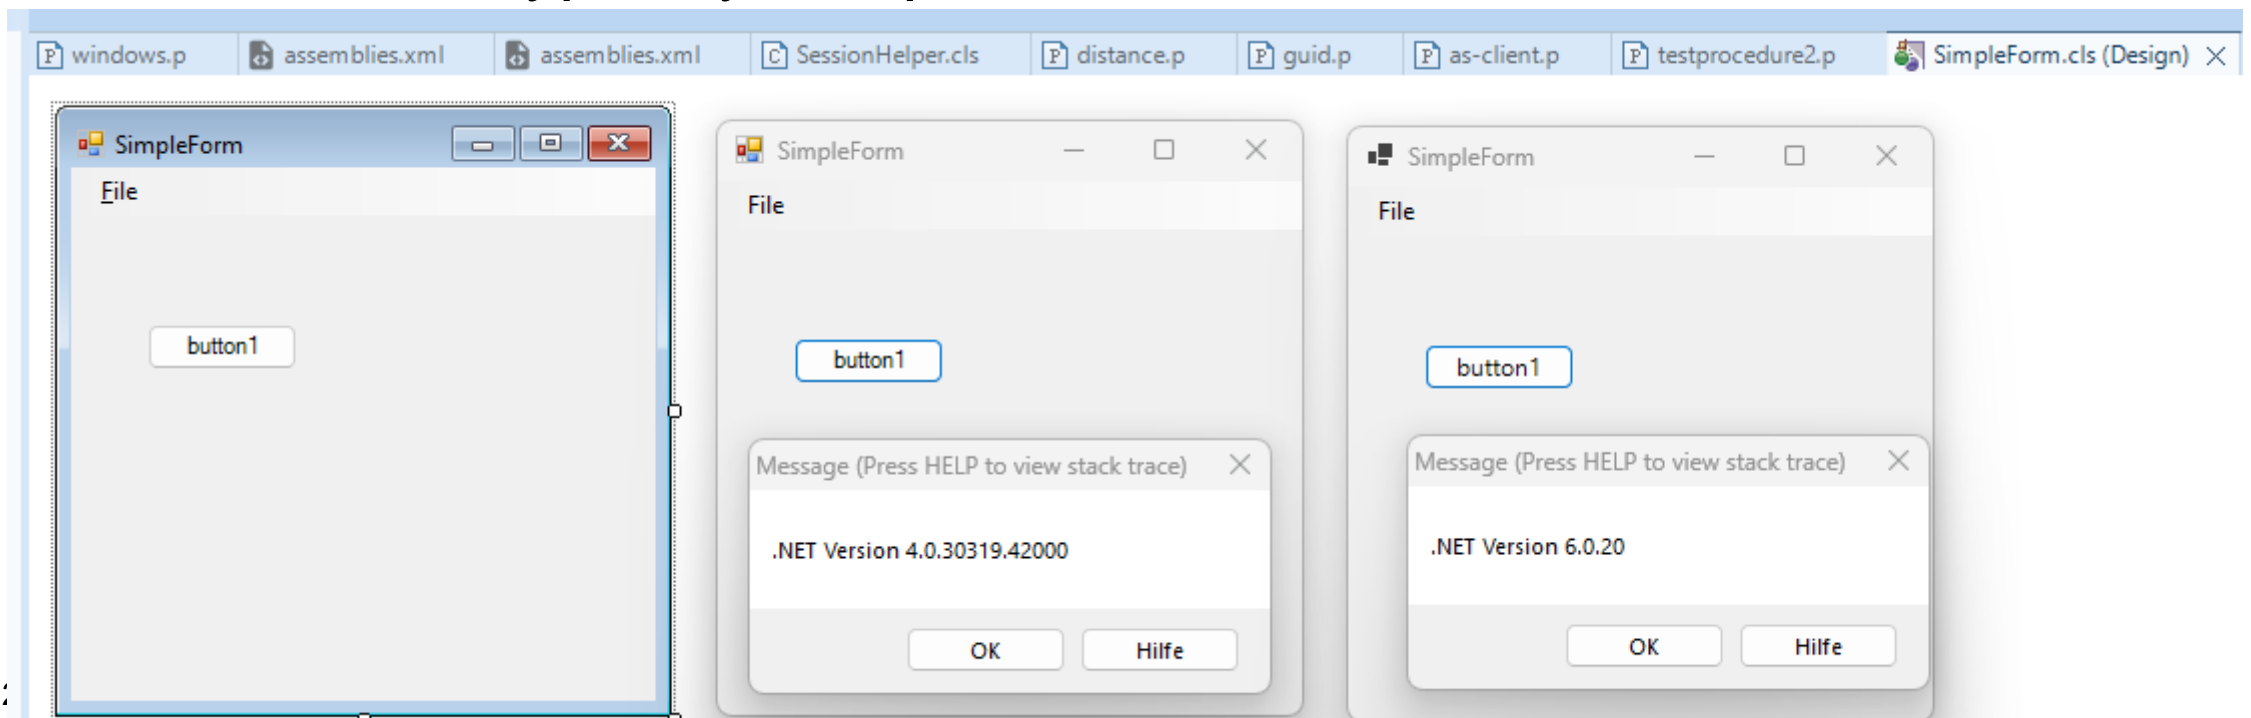 windows.p assemblies.xml assemblies.xml SessionHelper.cls distance.p guid.p as-client.p testprocedure2.p SimpleForm.cls (Design)
SimpleForm
File
button1
SimpleForm
File
button1
Message (Press HELP to view stack trace)
.NET Version 4.0.30319.42000
OK Hilfe
SimpleForm
File
button1
Message (Press HELP to view stack trace)
.NET Version 6.0.20
OK Hilfe